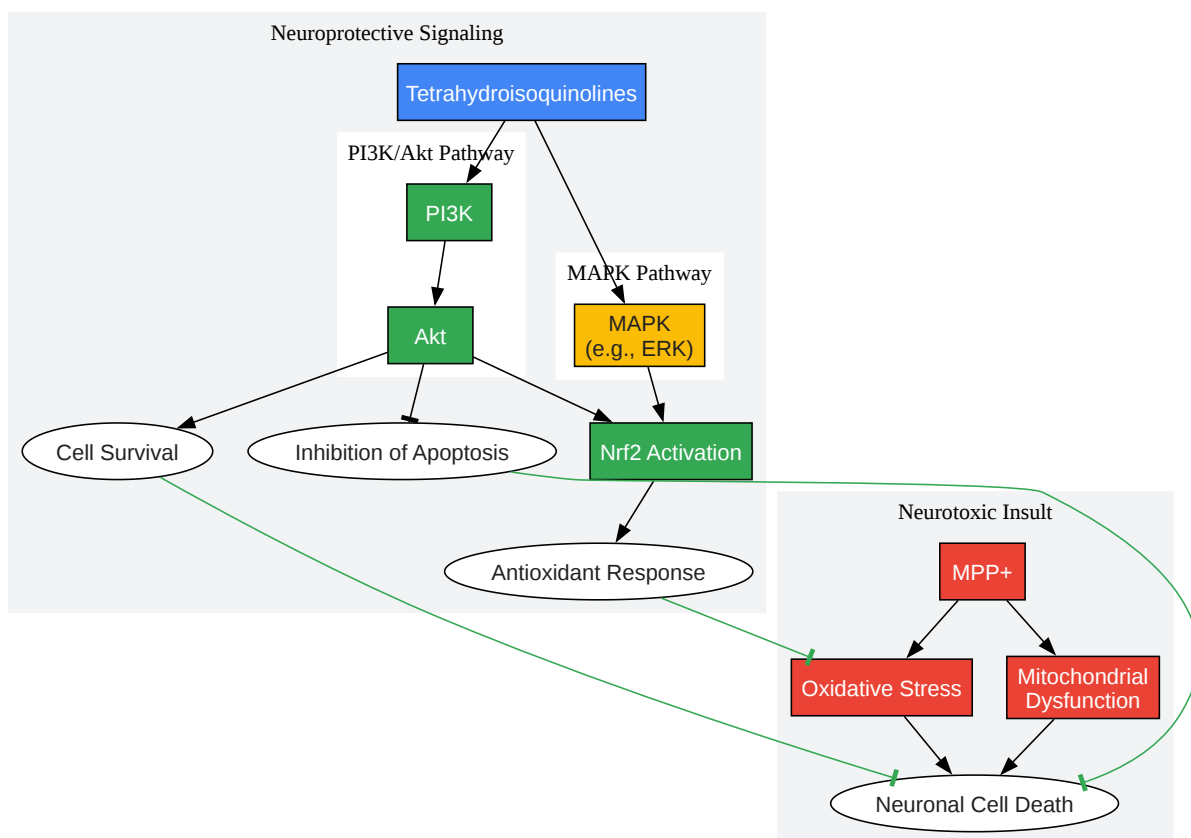 Neuroprotective Signaling
Tetrahydroisoquinolines
PI3K/Akt Pathway
PI3K
MAPK Pathway
Akt
MAPK
(e.g., ERK)
Cell Survival
Inhibition of Apoptosis
Nrf2 Activation
Antioxidant Response
Neurotoxic Insult
MPP+
Oxidative Stress
Mitochondrial
Dysfunction
Neuronal Cell Death